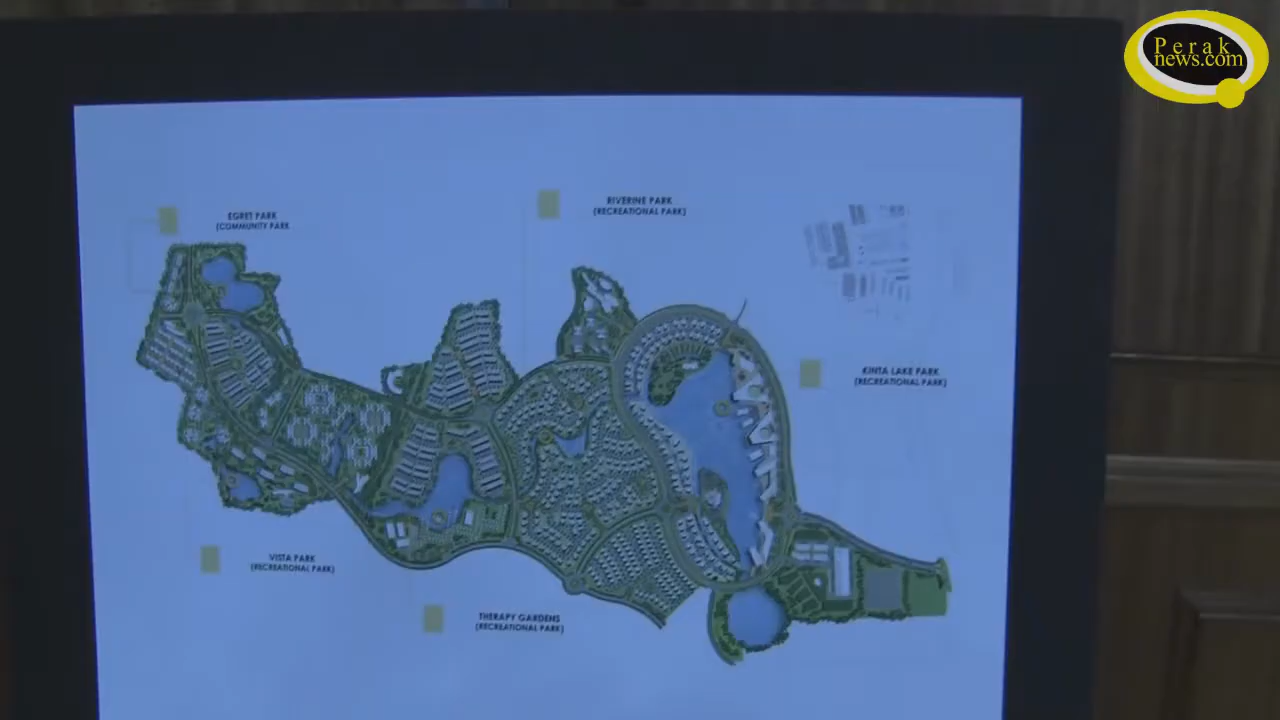 Perak
news.com
EGRET PARK
(COMMUNITY PARK
RIVERINE PARK
(RECREATIONAL PARK)
KINTA LAKE PARK
(RECREATIONAL PARK)
VISTA PARK
(RECREATIONAL PARK)
THERAPY GARDENS
(RECREATIONAL PARK)